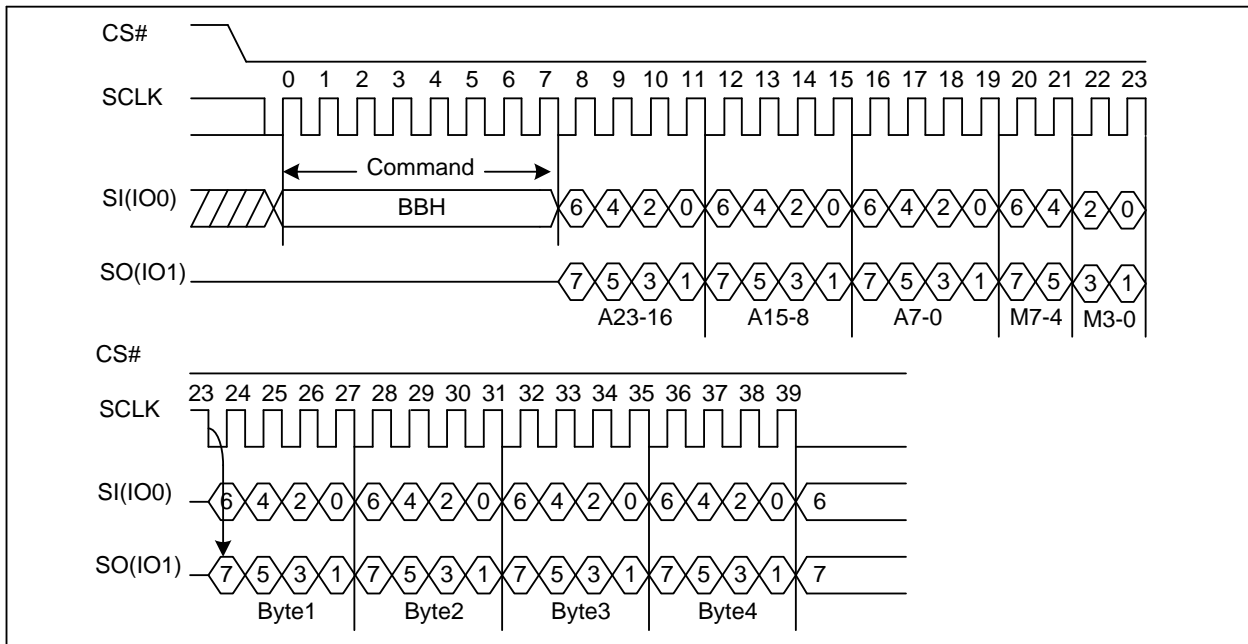 CS#
0 1 2 3 4 5 6 7 8 9 10 11 12 13 14 15 16 17 18 19 20 21 22 23
SCLK
Command
SI(IO0) BBH 6 4 2 0 6 4 2 0 6 4 2 0 6 4 2 0
SO(IO1) 7 5 3 1 7 5 3 1 7 5 3 1 7 5 3 1
A23-16 A15-8 A7-0 M7-4 M3-0
CS#
23 24 25 26 27 28 29 30 31 32 33 34 35 36 37 38 39
SCLK
SI(IO0) 6 4 2 0 6 4 2 0 6 4 2 0 6 4 2 0 6
SO(IO1) 7 5 3 1 7 5 3 1 7 5 3 1 7 5 3 1 7
Byte1 Byte2 Byte3 Byte4